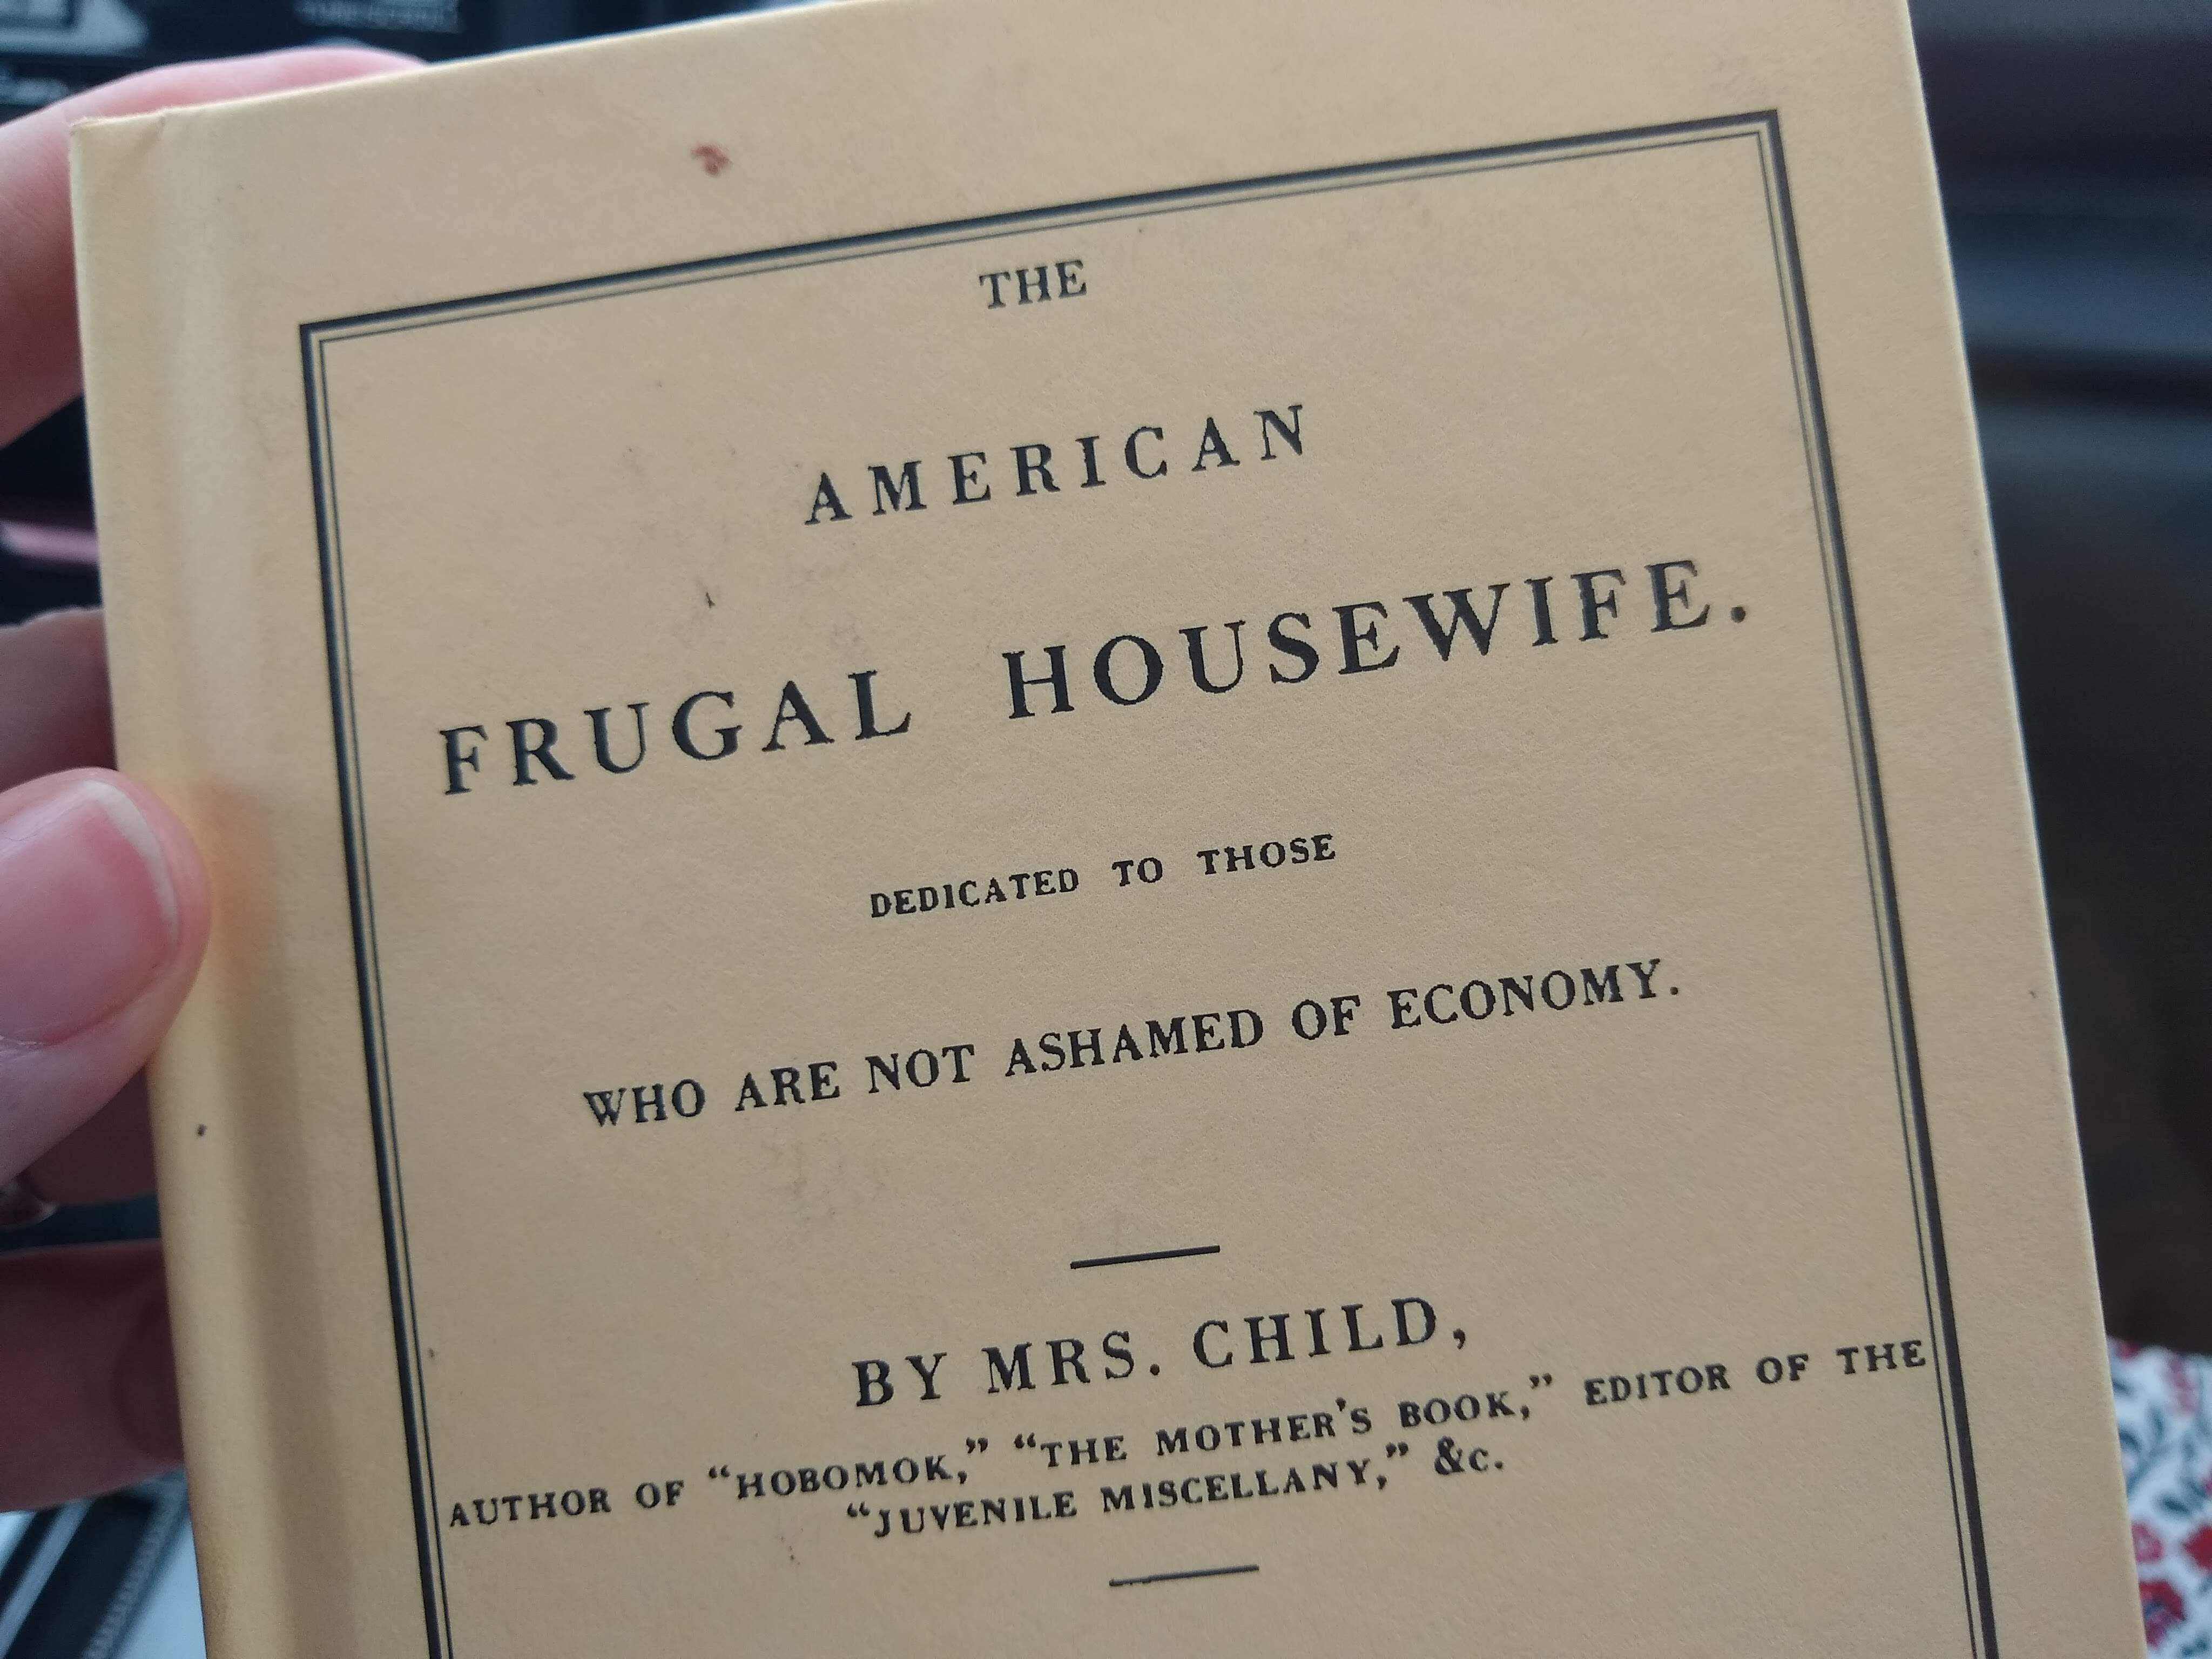 THE
AMERICAN
FRUGAL HOUSEWIFE.
DEDICATED TO THOSE
WHO ARE NOT ASHAMED OF ECONOMY.
BY MRS. CHILD,
AUTHOR OF “HOBOMOK,” “THE MOTHER’S BOOK,” EDITOR OF THE
“JUVENILE MISCELLANY,” &c.